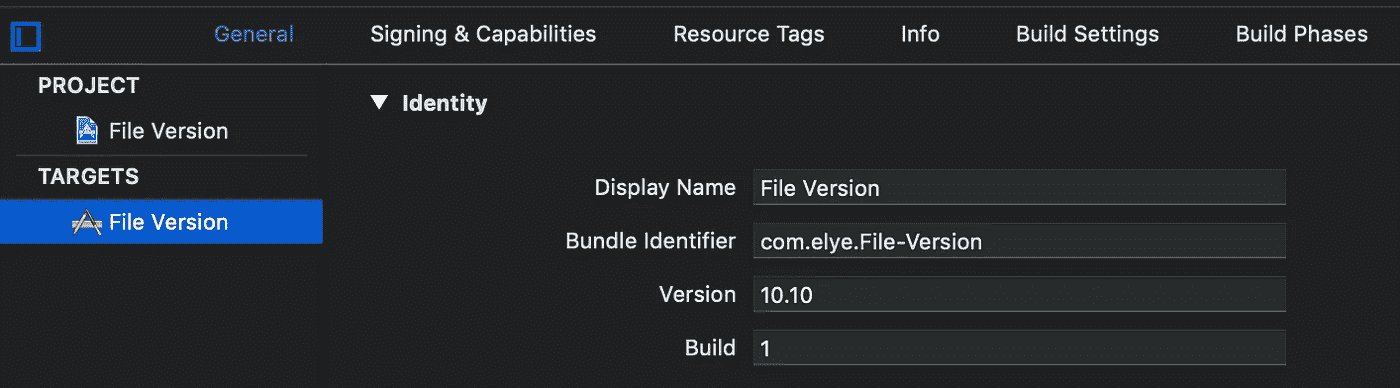 General Signing & Capabilities Resource Tags Info Build Settings Build Phases
PROJECT
File Version
TARGETS
File Version
Identity
Display Name File Version
Bundle Identifier com.elye.File-Version
Version 10.10
Build 1